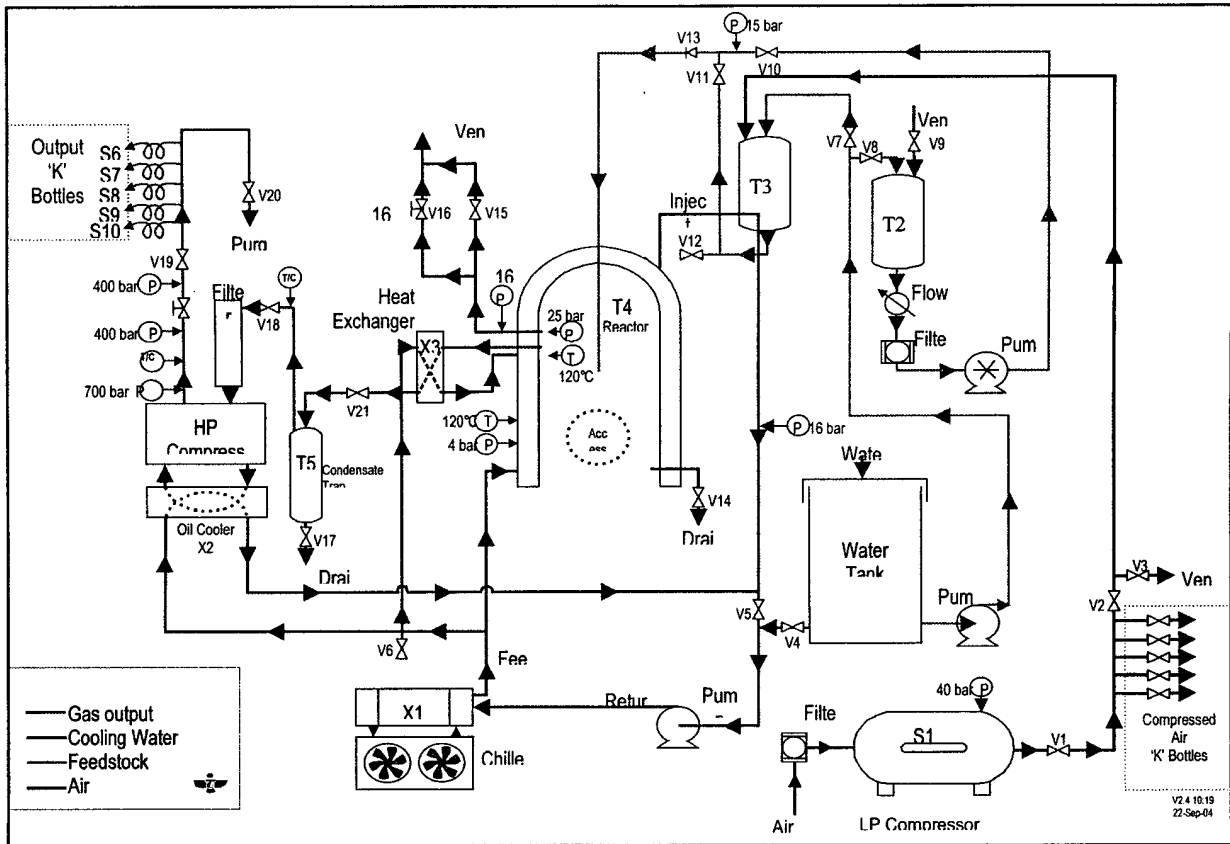 P 15 bar
V13
V10
V11
Output
'K'
Bottles
S6
S7
S8
S9
S10
V20
Pum
V19
400 bar P
400 bar P
T/C
700 bar P
Filte
r
T/C
V18
HP
Compress
Oil Cooler
X2
Ven
16
V16
V15
Heat
Exchanger
X3
V21
T5
Condensate
Trap
V17
Drai
16
P
25 bar
P
T
120°C
T4
Reactor
120°C T
4 bar P
Acc
ess
V14
Drai
Injec
t
V12
T3
V7
V8
Ven
V9
T2
Flow
Filte
Pum
P 16 bar
Wate
Water
Tank
Pum
V5
V4
V6
Fee
X1
Retur
Pum
Chille
Filte
Air
40 bar P
S1
LP Compressor
V1
V2
V3
Ven
Compressed
Air
'K' Bottles
V2.4 10:19
22-Sep-04
Gas output
Cooling Water
Feedstock
Air